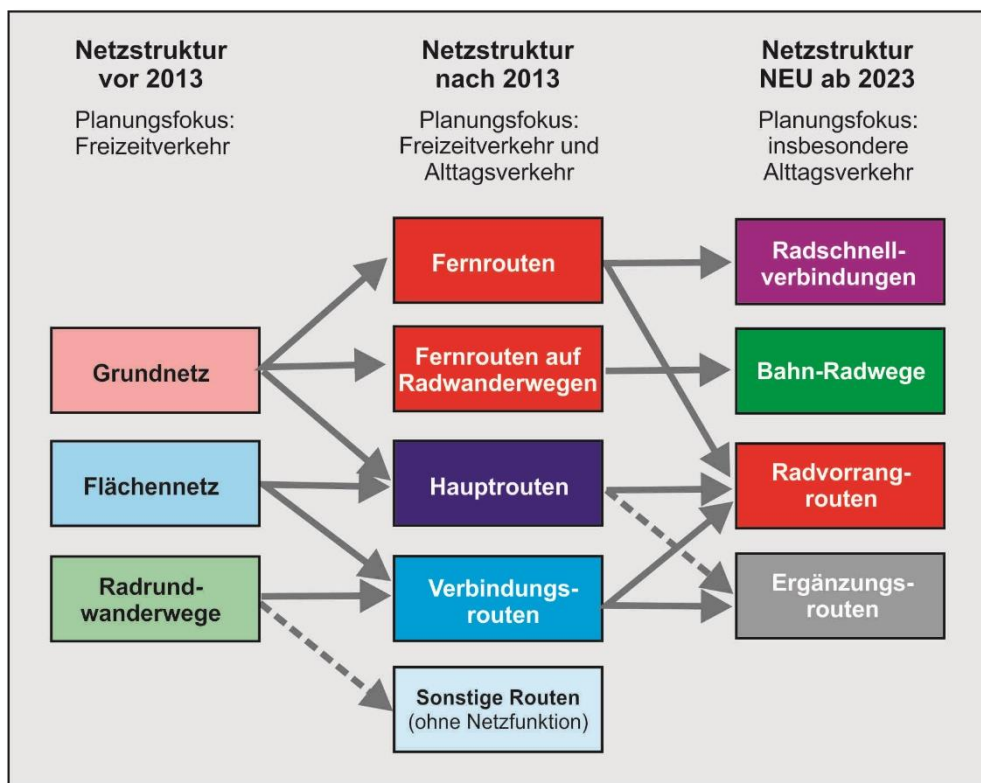 Netzstruktur
vor 2013
Planungsfokus:
Freizeitverkehr
Netzstruktur
nach 2013
Planungsfokus:
Freizeitverkehr und
Alttagsverkehr
Netzstruktur
NEU ab 2023
Planungsfokus:
insbesondere
Alttagsverkehr
Grundnetz
Flächennetz
Radrund-
wanderwege
Fernrouten
Fernrouten auf
Radwanderwegen
Hauptrouten
Verbindungs-
routen
Sonstige Routen
(ohne Netzfunktion)
Radschnell-
verbindungen
Bahn-Radwege
Radvorrang-
routen
Ergänzungs-
routen